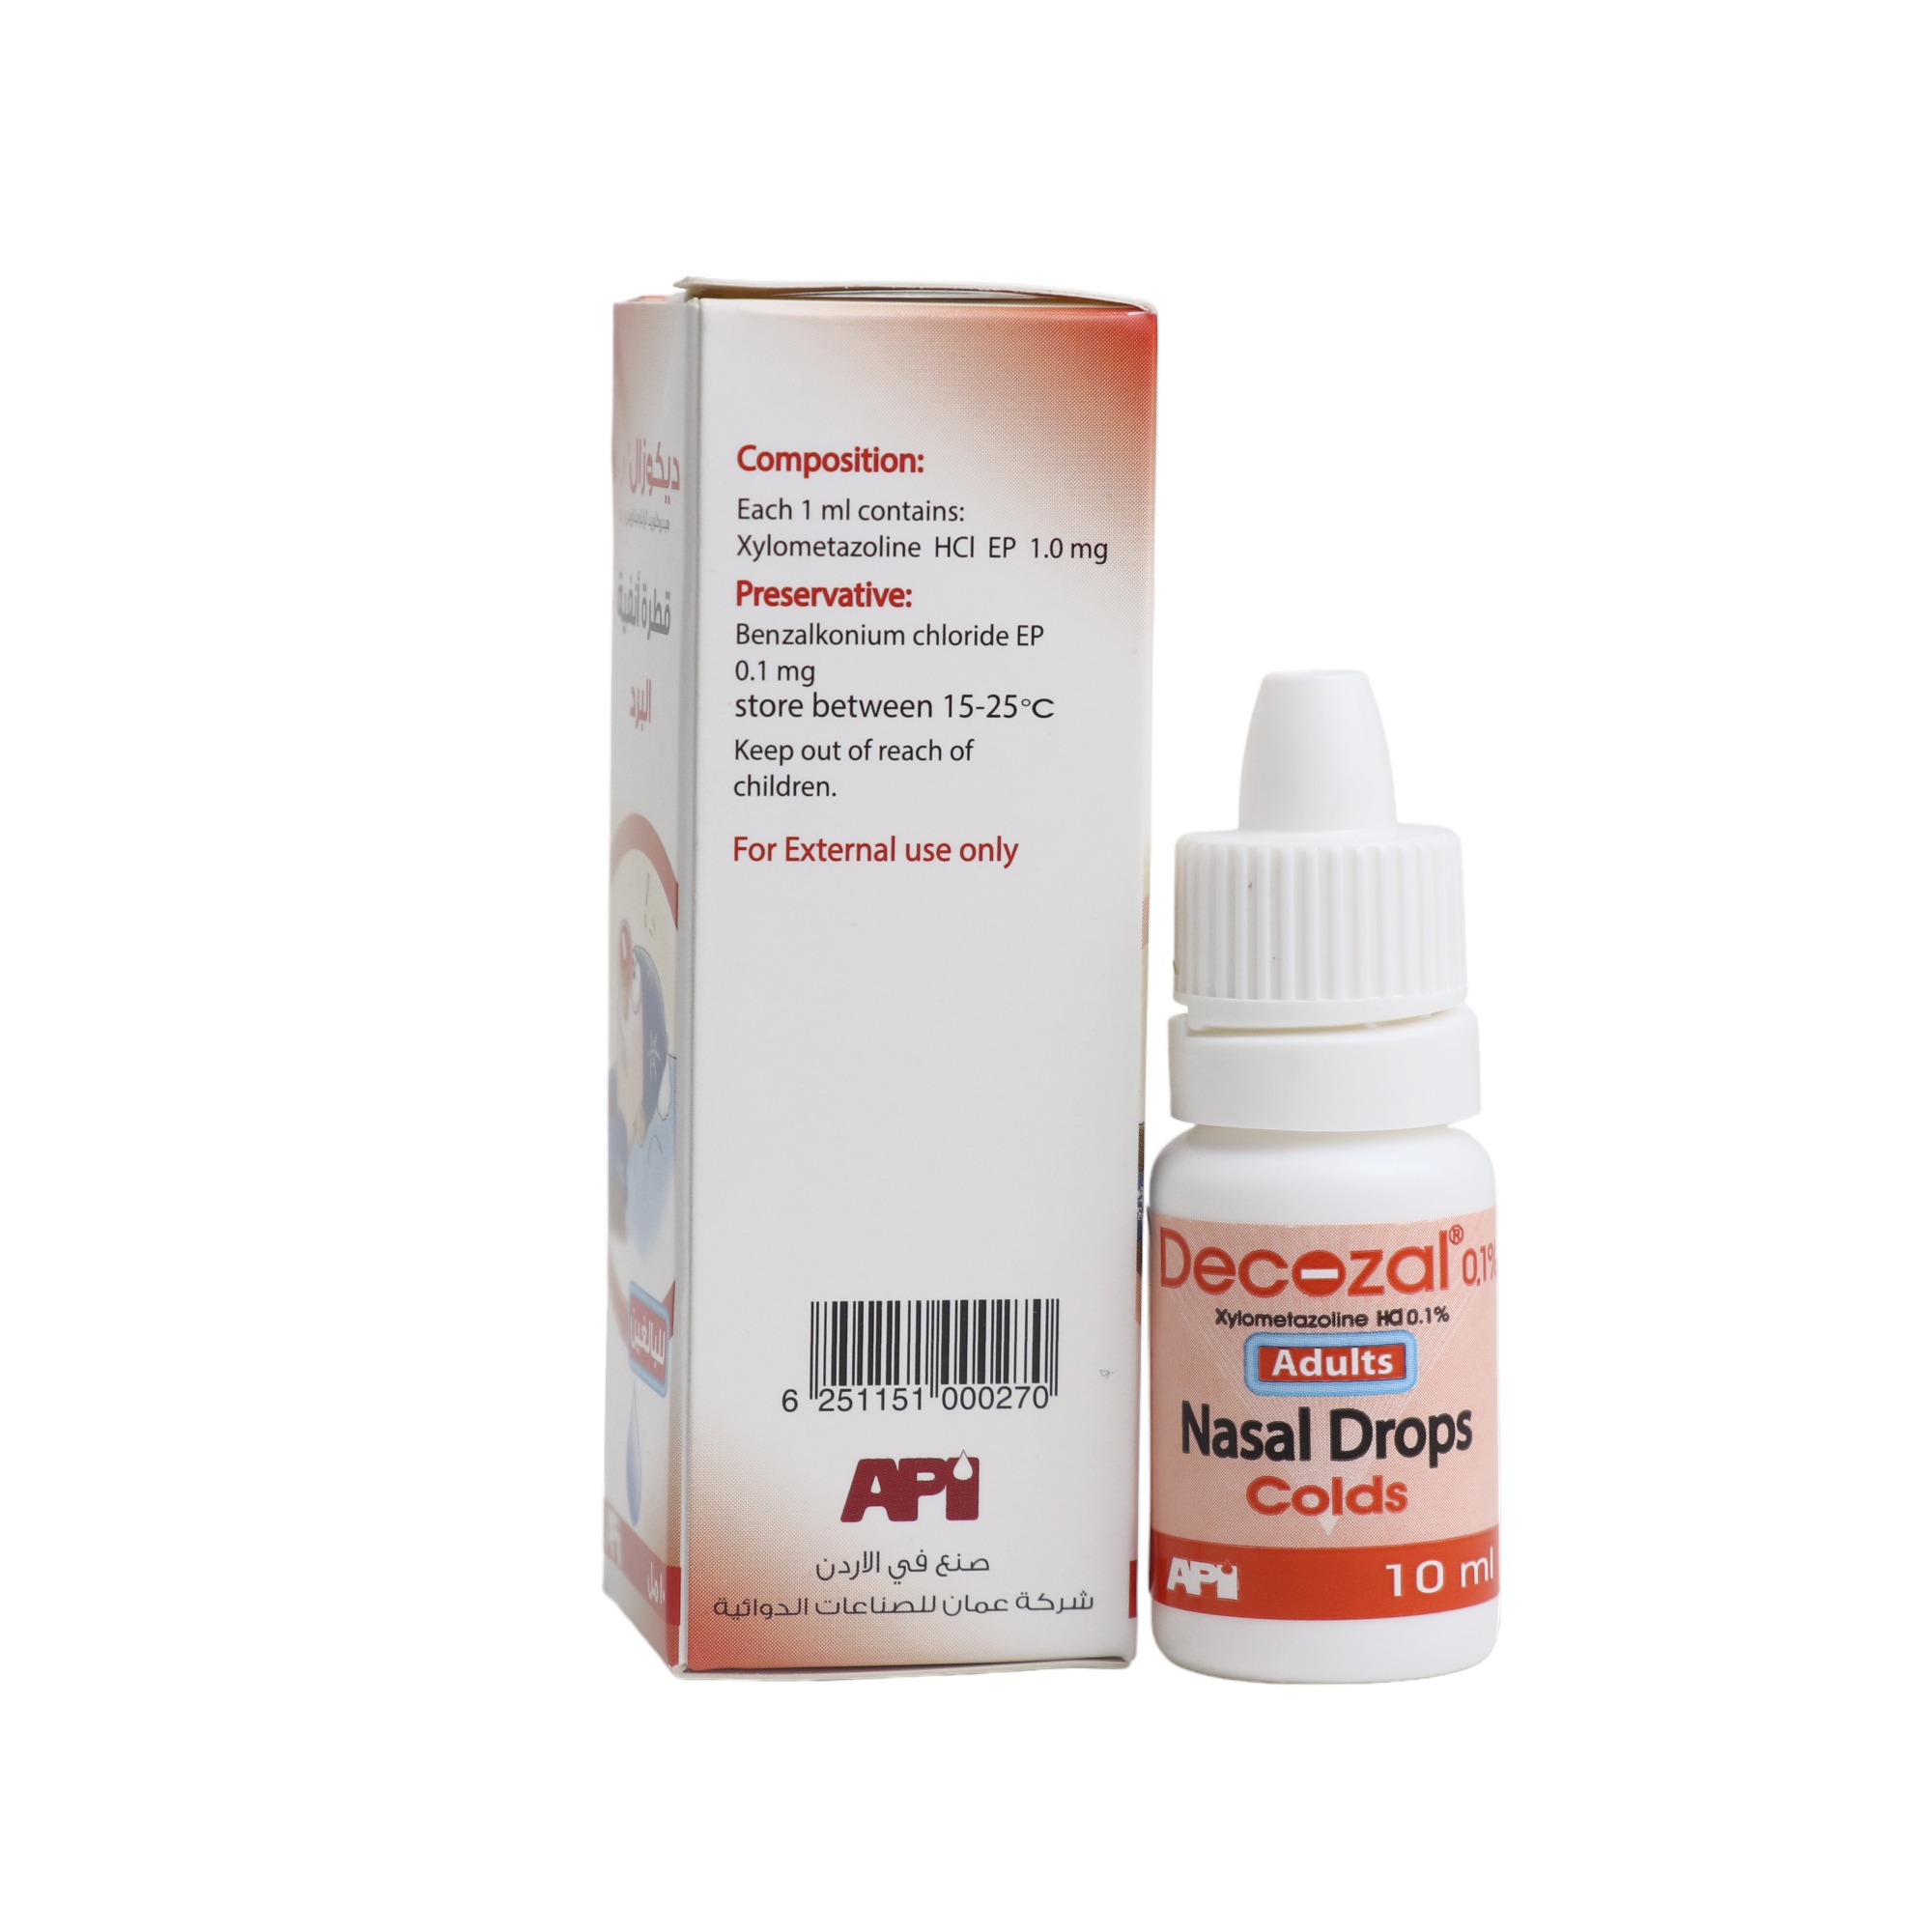 ديكوزال
قطرة أنفية
البرد
للبالغين
١٠ مل
Composition:
Each 1 ml contains:
Xylometazoline HCl EP 1.0 mg
Preservative:
Benzalkonium chloride EP
0.1 mg
store between 15-25°C
Keep out of reach of
children.
For External use only
6 251151 000270
API
صنع في الاردن
شركة عمان للصناعات الدوائية
Decozal® 0.1%
Xylometazoline HCl 0.1%
Adults
Nasal Drops
Colds
API 10 ml